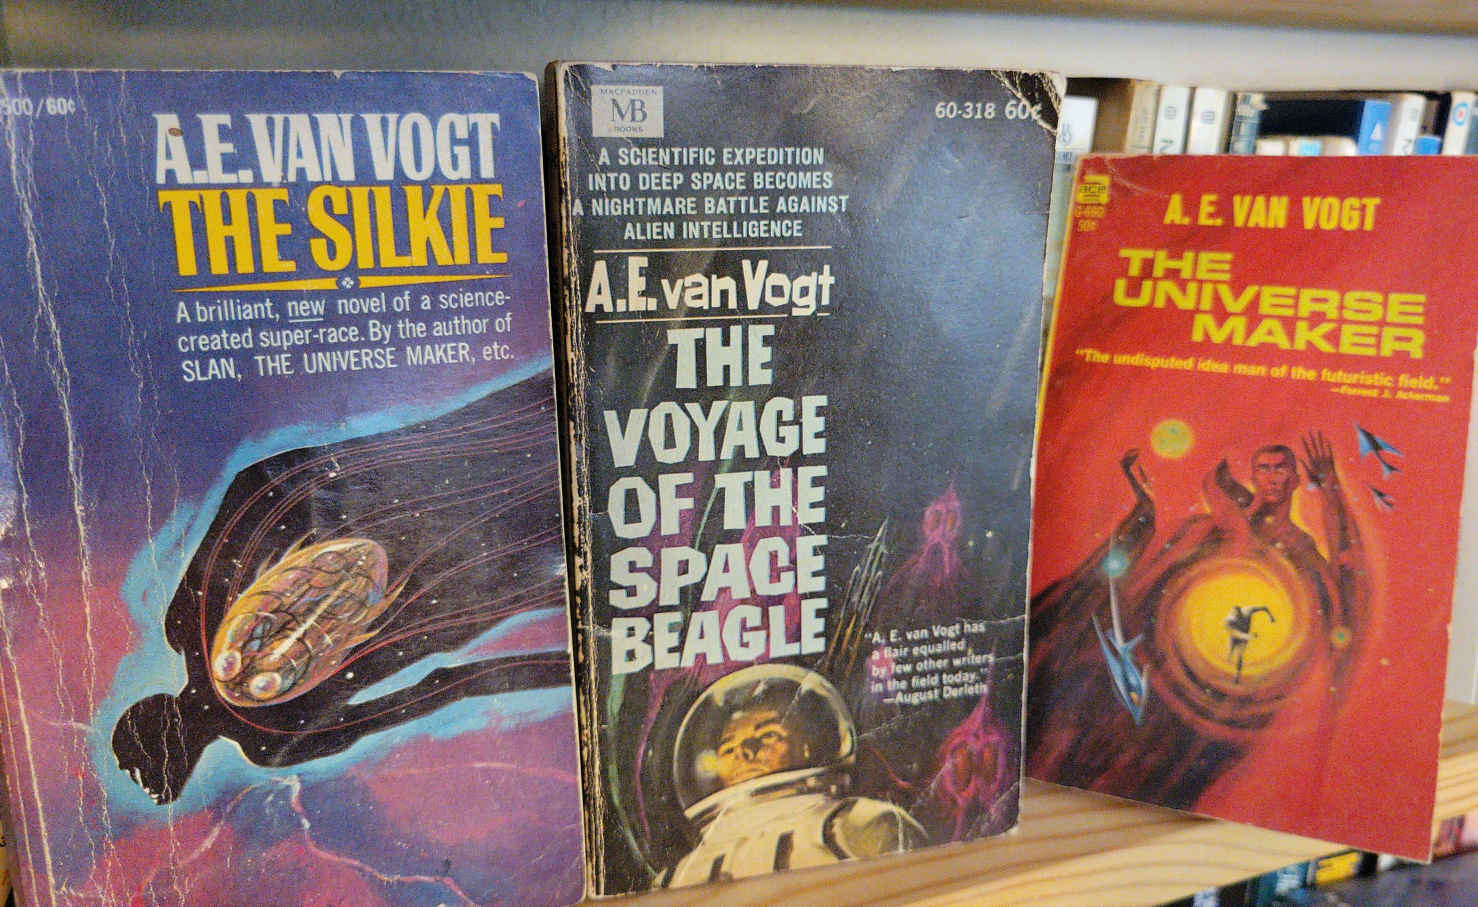 500/60¢
A.E. VAN VOGT
THE SILKIE
A brilliant, new novel of a science-
created super-race. By the author of
SLAN, THE UNIVERSE MAKER, etc.
MACFADDEN
MB
BOOKS
60-318 60¢
A SCIENTIFIC EXPEDITION
INTO DEEP SPACE BECOMES
A NIGHTMARE BATTLE AGAINST
ALIEN INTELLIGENCE
A.E. van Vogt
THE
VOYAGE
OF THE
SPACE
BEAGLE
"A. E. van Vogt has
a flair equalled
by few other writers
in the field today."
—August Derleth
ace
G-660
50¢
A. E. VAN VOGT
THE
UNIVERSE
MAKER
"The undisputed idea man of the futuristic field."
—Forrest J. Ackerman